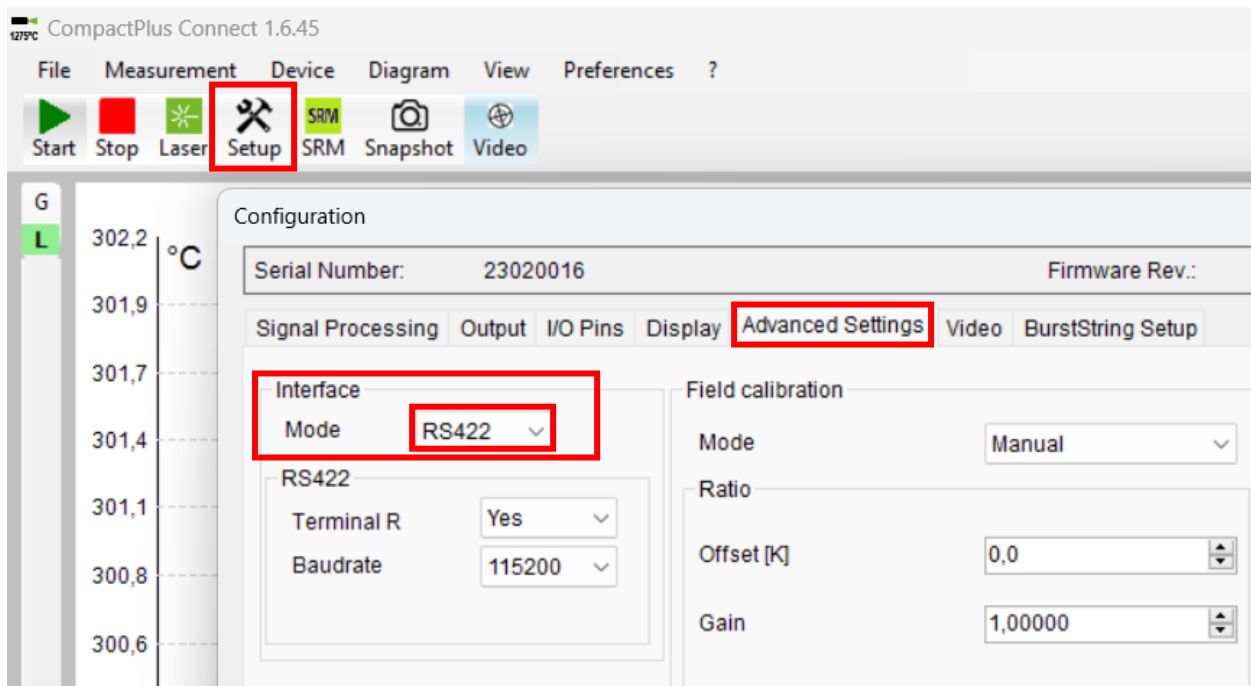 1275°C CompactPlus Connect 1.6.45
File Measurement Device Diagram View Preferences ?
SRM
Start Stop Laser Setup SRM Snapshot Video
G
L
302,2
°C
301,9
301,7
301,4
301,1
300,8
300,6
Configuration
Serial Number: 23020016 Firmware Rev.:
Signal Processing Output I/O Pins Display Advanced Settings Video BurstString Setup
Interface
Mode RS422
RS422
Terminal R Yes
Baudrate 115200
Field calibration
Mode Manual
Ratio
Offset [K] 0,0
Gain 1,00000